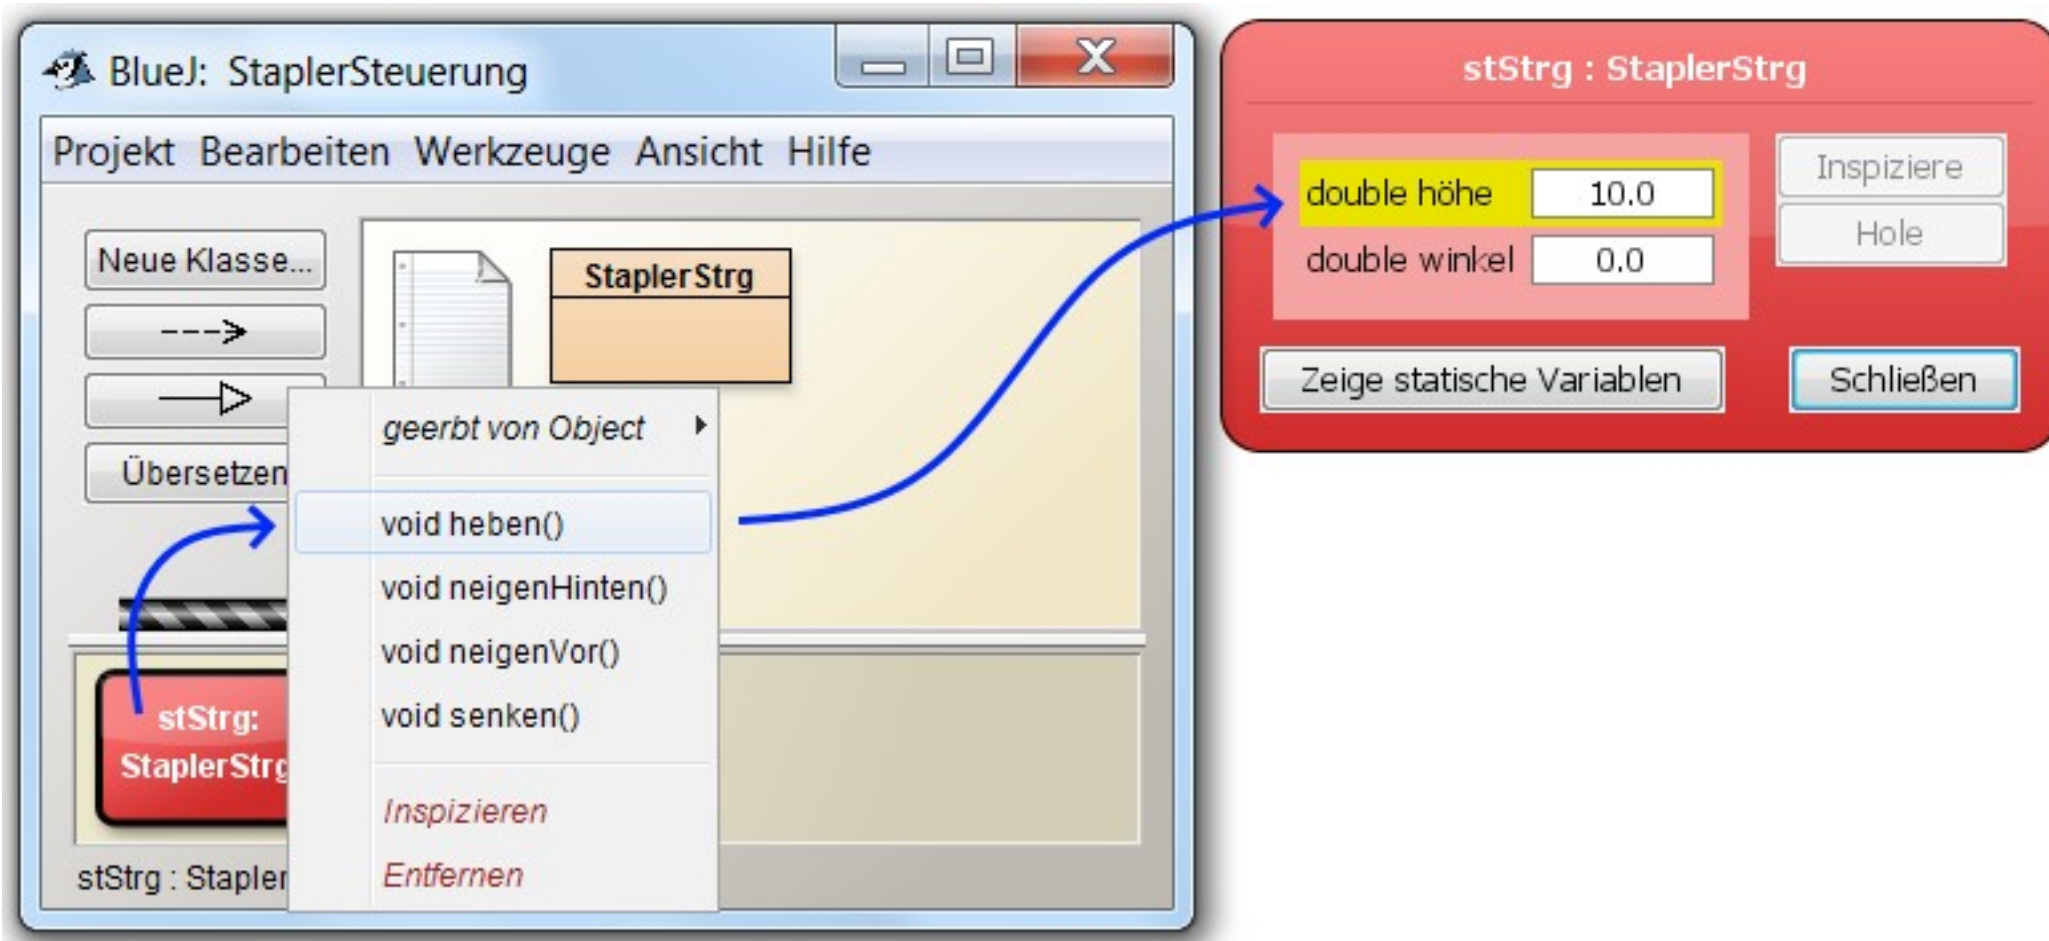 BlueJ: StaplerSteuerung
Projekt Bearbeiten Werkzeuge Ansicht Hilfe
Neue Klasse...
StaplerStrg
Übersetzen
geerbt von Object
void heben()
void neigenHinten()
void neigenVor()
void senken()
Inspizieren
Entfernen
stStrg:
StaplerStrg
stStrg : Stapler
stStrg : StaplerStrg
double höhe 10.0
double winkel 0.0
Inspiziere
Hole
Zeige statische Variablen
Schließen